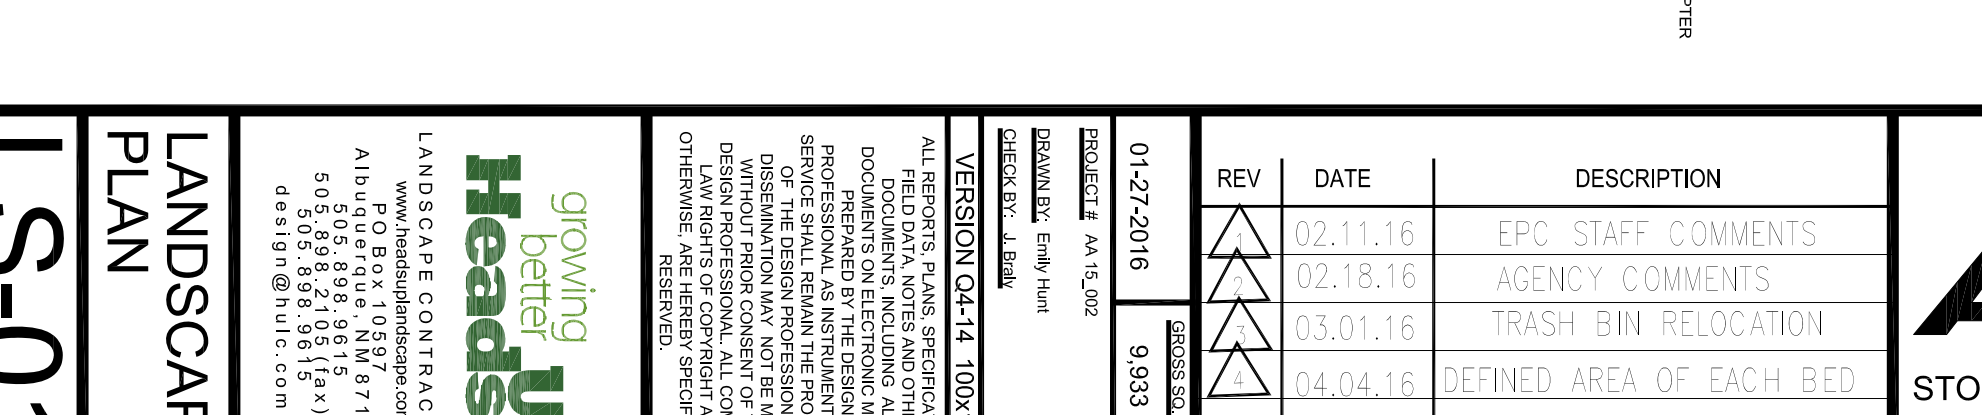 REV DATE DESCRIPTION
1 02.11.16 EPC STAFF COMMENTS
2 02.18.16 AGENCY COMMENTS
3 03.01.16 TRASH BIN RELOCATION
4 04.04.16 DEFINED AREA OF EACH BED
STO
GROSS SQ.
9,933
01-27-2016
PROJECT # AA 15_002
DRAWN BY: Emily Hunt
CHECK BY: J. Braly
VERSION Q4-14 100x
ALL REPORTS, PLANS, SPECIFICA
FIELD DATA, NOTES AND OTH
DOCUMENTS, INCLUDING AL
DOCUMENTS ON ELECTRONIC M
PREPARED BY THE DESIGN
PROFESSIONAL AS INSTRUMENT
SERVICE SHALL REMAIN THE PRO
OF THE DESIGN PROFESSION
DISSEMINATION MAY NOT BE M
WITHOUT PRIOR CONSENT OF
DESIGN PROFESSIONAL. ALL COM
LAW RIGHTS OF COPYRIGHT A
OTHERWISE, ARE HEREBY SPECIF
RESERVED.
growing
better
Heads U
LANDSCAPE CONTRAC
www.headsuplandscape.com
PO Box 10597
Albuquerque, NM 871
505.898.9615
505.898.2105 (fax)
505.898.9615
design@hulc.com
LANDSCAP
PLAN
LS-0
PTER